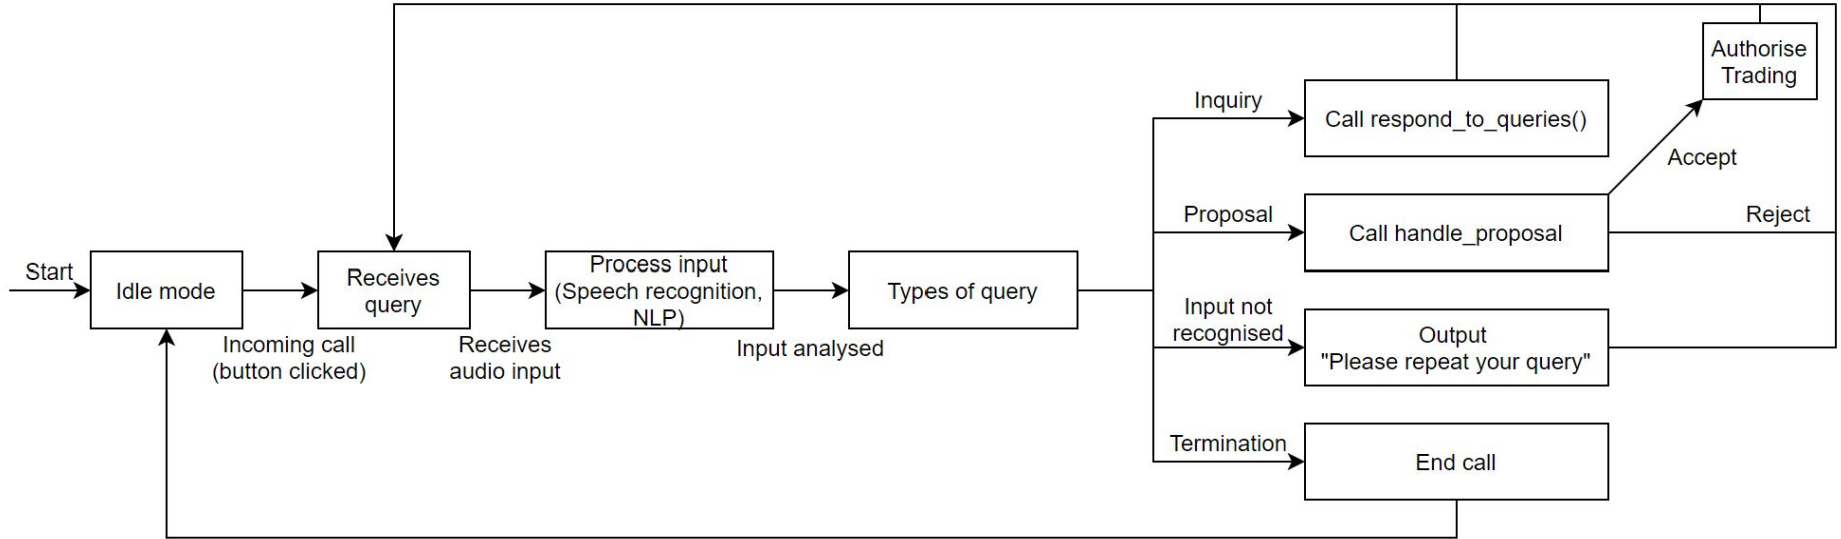 Authorise
Trading
Inquiry
Call respond_to_queries()
Accept
Proposal
Call handle_proposal
Reject
Start
Idle mode
Incoming call
(button clicked)
Receives
query
Receives
audio input
Process input
(Speech recognition,
NLP)
Input analysed
Types of query
Input not
recognised
Output
"Please repeat your query"
Termination
End call